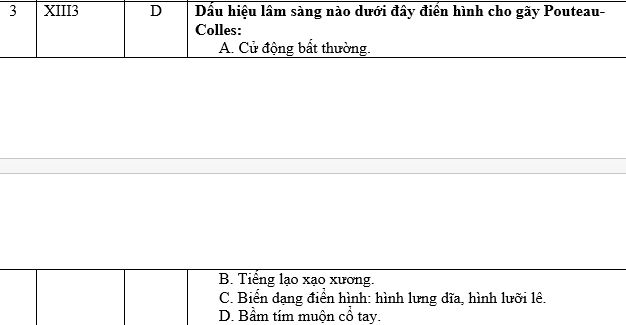 3 XIII3 D Dấu hiệu lâm sàng nào dưới đây điển hình cho gãy Pouteau-
Colles:
A. Cử động bất thường.
B. Tiếng lạo xạo xương.
C. Biến dạng điển hình: hình lưng dĩa, hình lưỡi lê.
D. Bầm tím muộn cổ tay.